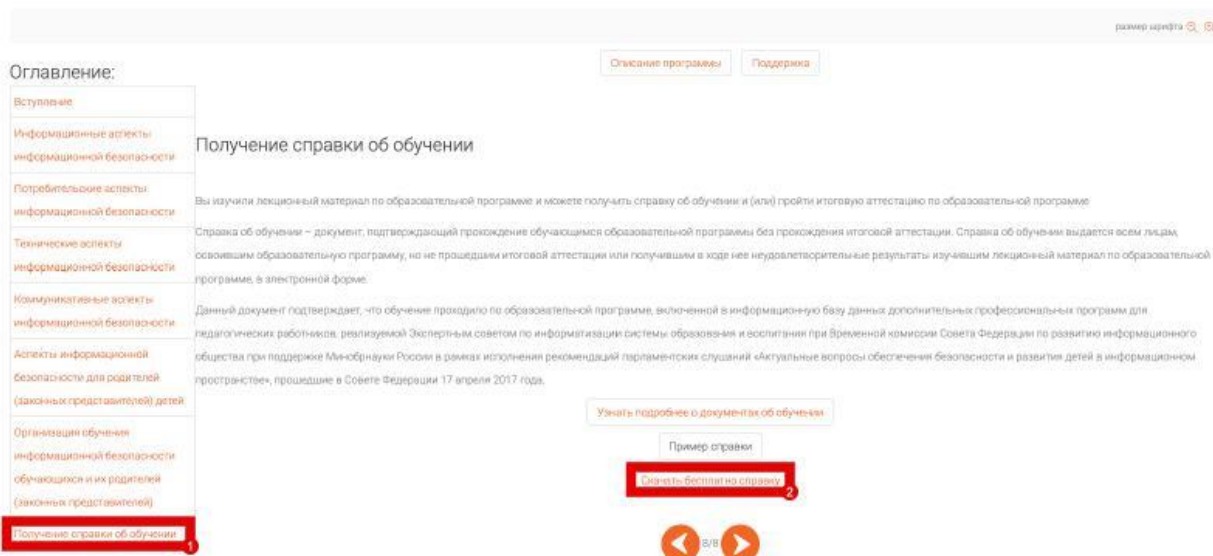 размер шрифта
Описание программы
Поддержка
Оглавление:
Вступление
Информационные аспекты
информационной безопасности
Потребительские аспекты
информационной безопасности
Технические аспекты
информационной безопасности
Коммуникативные аспекты
информационной безопасности
Аспекты информационной
безопасности для родителей
(законных представителей) детей
Организация обучения
информационной безопасности
обучающихся и их родителей
(законных представителей)
Получение справки об обучении
1
Получение справки об обучении
Вы изучили лекционный материал по образовательной программе и можете получить справку об обучении и (или) пройти итоговую аттестацию по образовательной программе
Справка об обучении – документ, подтверждающий прохождение обучающимся образовательной программы без прохождения итоговой аттестации. Справка об обучении выдается всем лицам,
освоившим образовательную программу, но не прошедшим итоговой аттестации или получившим в ходе нее неудовлетворительные результаты изучившим лекционный материал по образовательной
программе, в электронной форме.
Данный документ подтверждает, что обучение проходило по образовательной программе, включенной в информационную базу данных дополнительных профессиональных программ для
педагогических работников, реализуемой Экспертным советом по информатизации системы образования и воспитания при Временной комиссии Совета Федерации по развитию информационного
общества при поддержке Минобрнауки России в рамках исполнения рекомендаций парламентских слушаний «Актуальные вопросы обеспечения безопасности и развития детей в информационном
пространстве», прошедшие в Совете Федерации 17 апреля 2017 года.
Узнать подробнее о документах об обучении
Пример справки
Скачать бесплатно справку
2
8/8